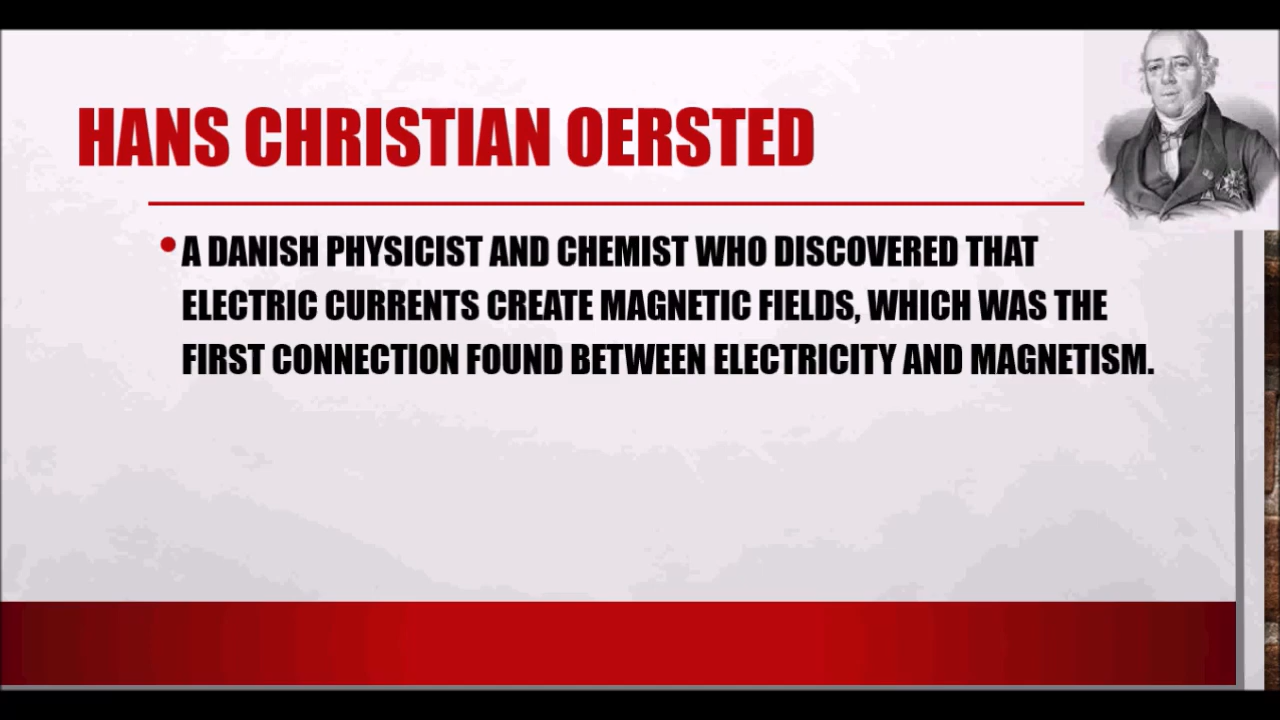 HANS CHRISTIAN OERSTED
• A DANISH PHYSICIST AND CHEMIST WHO DISCOVERED THAT
ELECTRIC CURRENTS CREATE MAGNETIC FIELDS, WHICH WAS THE
FIRST CONNECTION FOUND BETWEEN ELECTRICITY AND MAGNETISM.